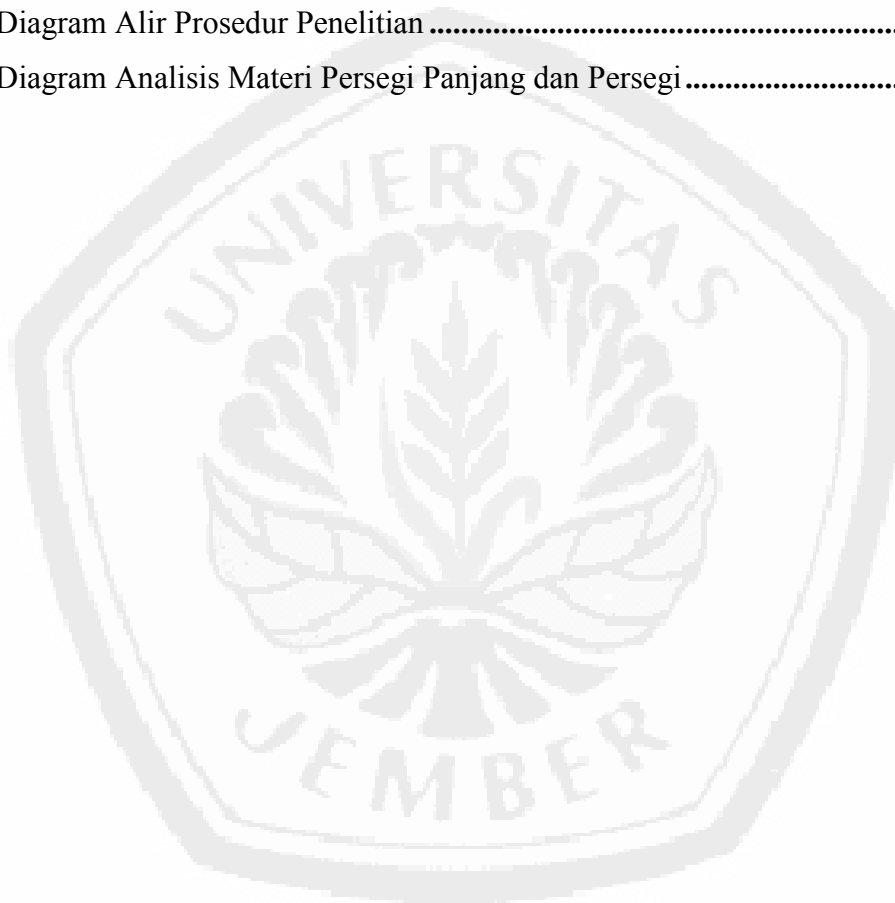 Diagram Alir Prosedur Penelitian ............................................................
Diagram Analisis Materi Persegi Panjang dan Persegi ...........................
UNIVERSITAS
JEMBER